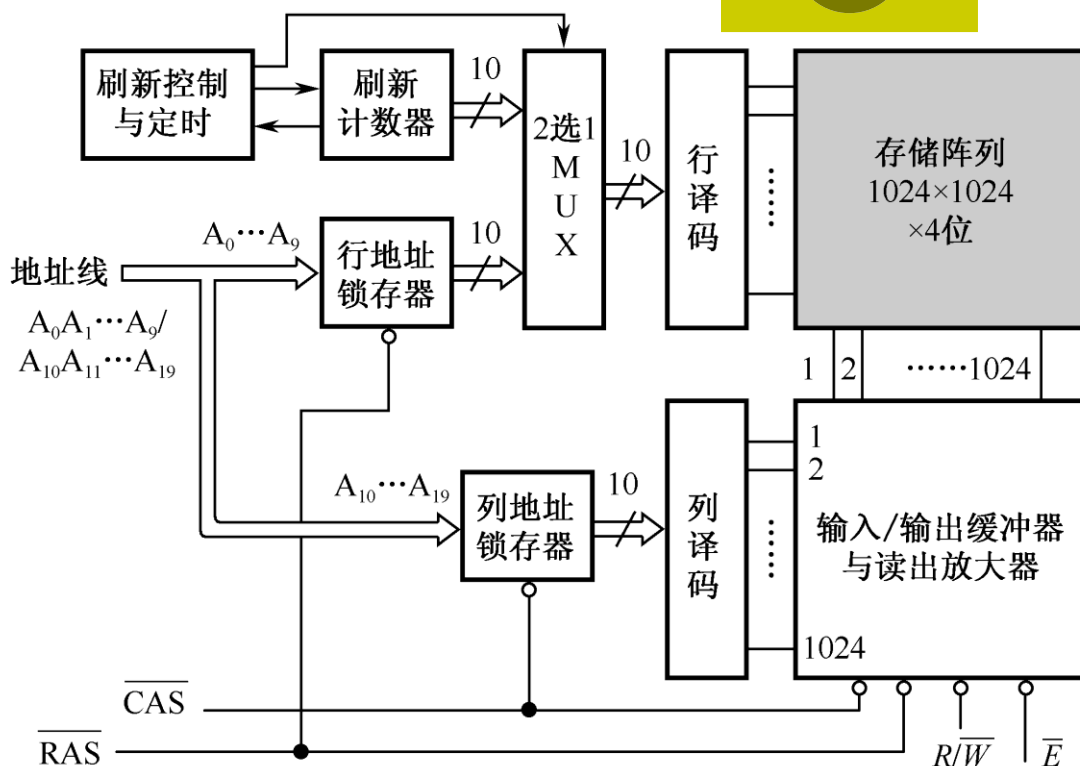 刷新控制
与定时
刷新
计数器
10
2选1
M
U
X
10
行
译
码
……
存储阵列
1024×1024
×4位
地址线
A₀A₁…A₉/
A₁₀A₁₁…A₁₉
A₀…A₉
行地址
锁存器
10
1
2
……1024
A₁₀…A₁₉
列地址
锁存器
10
列
译
码
……
1
2
1024
输入/输出缓冲器
与读出放大器
C̅A̅S̅
R̅A̅S̅
R/W̅
E̅